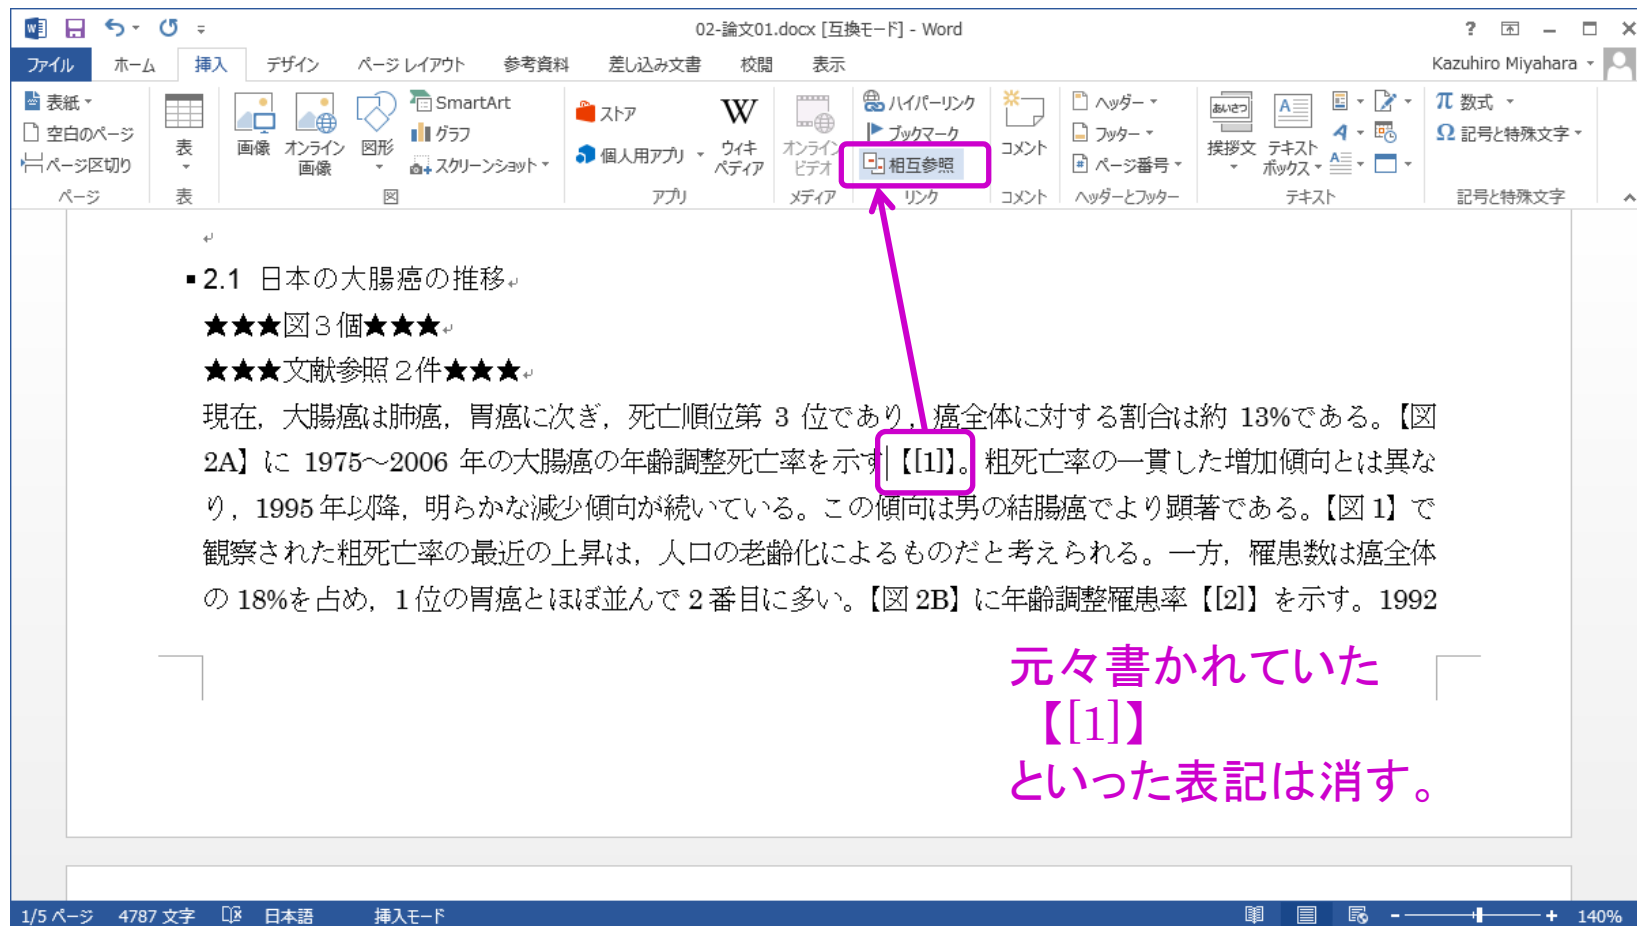 02-論文01.docx [互換モード] - Word
?
ファイル ホーム 挿入 デザイン ページ レイアウト 参考資料 差し込み文書 校閲 表示 Kazuhiro Miyahara
表紙
空白のページ
ページ区切り
ページ
表
表
画像
オンライン
画像
図形
SmartArt
グラフ
スクリーンショット
図
ストア
個人用アプリ
W
ウィキ
ペディア
アプリ
オンライン
ビデオ
メディア
ハイパーリンク
ブックマーク
相互参照
リンク
コメント
コメント
ヘッダー
フッター
ページ番号
ヘッダーとフッター
あいさつ
挨拶文
A
テキスト
ボックス
テキスト
π 数式
Ω 記号と特殊文字
記号と特殊文字
2.1 日本の大腸癌の推移
★★★図３個★★★
★★★文献参照２件★★★
現在，大腸癌は肺癌，胃癌に次ぎ，死亡順位第 3 位であり，癌全体に対する割合は約 13%である。【図
2A】に 1975～2006 年の大腸癌の年齢調整死亡率を示す【[1]】。粗死亡率の一貫した増加傾向とは異な
り，1995 年以降，明らかな減少傾向が続いている。この傾向は男の結腸癌でより顕著である。【図 1】で
観察された粗死亡率の最近の上昇は，人口の老齢化によるものだと考えられる。一方，罹患数は癌全体
の 18%を占め，1 位の胃癌とほぼ並んで 2 番目に多い。【図 2B】に年齢調整罹患率【[2]】を示す。1992
元々書かれていた
【[1]】
といった表記は消す。
1/5 ページ 4787 文字 日本語 挿入モード 140%